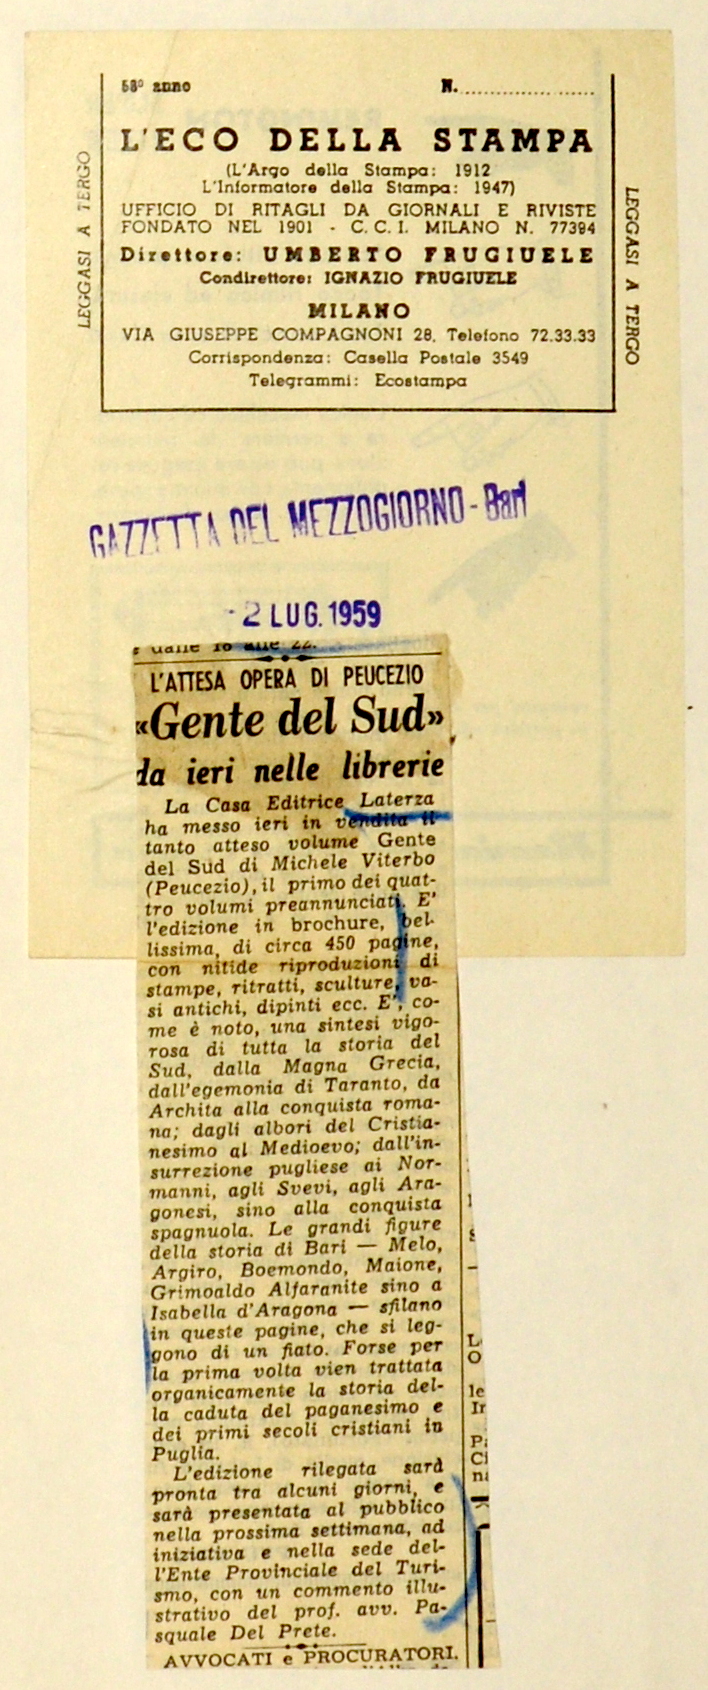 58º anno
N.
L'ECO DELLA STAMPA
(L'Argo della Stampa: 1912
L'Informatore della Stampa: 1947)
UFFICIO DI RITAGLI DA GIORNALI E RIVISTE
FONDATO NEL 1901 - C. C. I. MILANO N. 77394
Direttore: UMBERTO FRUGIUELE
Condirettore: IGNAZIO FRUGIUELE
MILANO
VIA GIUSEPPE COMPAGNONI 28, Telefono 72.33.33
Corrispondenza: Casella Postale 3549
Telegrammi: Ecostampa
LEGGASI A TERGO
LEGGASI A TERGO
GAZZETTA DEL MEZZOGIORNO - Bari
- 2 LUG. 1959
dalle 16 alle 22.
L'ATTESA OPERA DI PEUCEZIO
«Gente del Sud»
da ieri nelle librerie
La Casa Editrice Laterza
ha messo ieri in vendita il
tanto atteso volume Gente
del Sud di Michele Viterbo
(Peucezio), il primo dei quat-
tro volumi preannunciati. E'
l'edizione in brochure, bel-
lissima, di circa 450 pagine,
con nitide riproduzioni di
stampe, ritratti, sculture, va-
si antichi, dipinti ecc. E', co-
me è noto, una sintesi vigo-
rosa di tutta la storia del
Sud, dalla Magna Grecia,
dall'egemonia di Taranto, da
Archita alla conquista roma-
na; dagli albori del Cristia-
nesimo al Medioevo; dall'in-
surrezione pugliese ai Nor-
manni, agli Svevi, agli Ara-
gonesi, sino alla conquista
spagnuola. Le grandi figure
della storia di Bari — Melo,
Argiro, Boemondo, Maione,
Grimoaldo Alfaranite sino a
Isabella d'Aragona — sfilano
in queste pagine, che si leg-
gono di un fiato. Forse per
la prima volta vien trattata
organicamente la storia del-
la caduta del paganesimo e
dei primi secoli cristiani in
Puglia.
L'edizione rilegata sarà
pronta tra alcuni giorni, e
sarà presentata al pubblico
nella prossima settimana, ad
iniziativa e nella sede del-
l'Ente Provinciale del Turi-
smo, con un commento illu-
strativo del prof. avv. Pa-
squale Del Prete.
AVVOCATI e PROCURATORI.